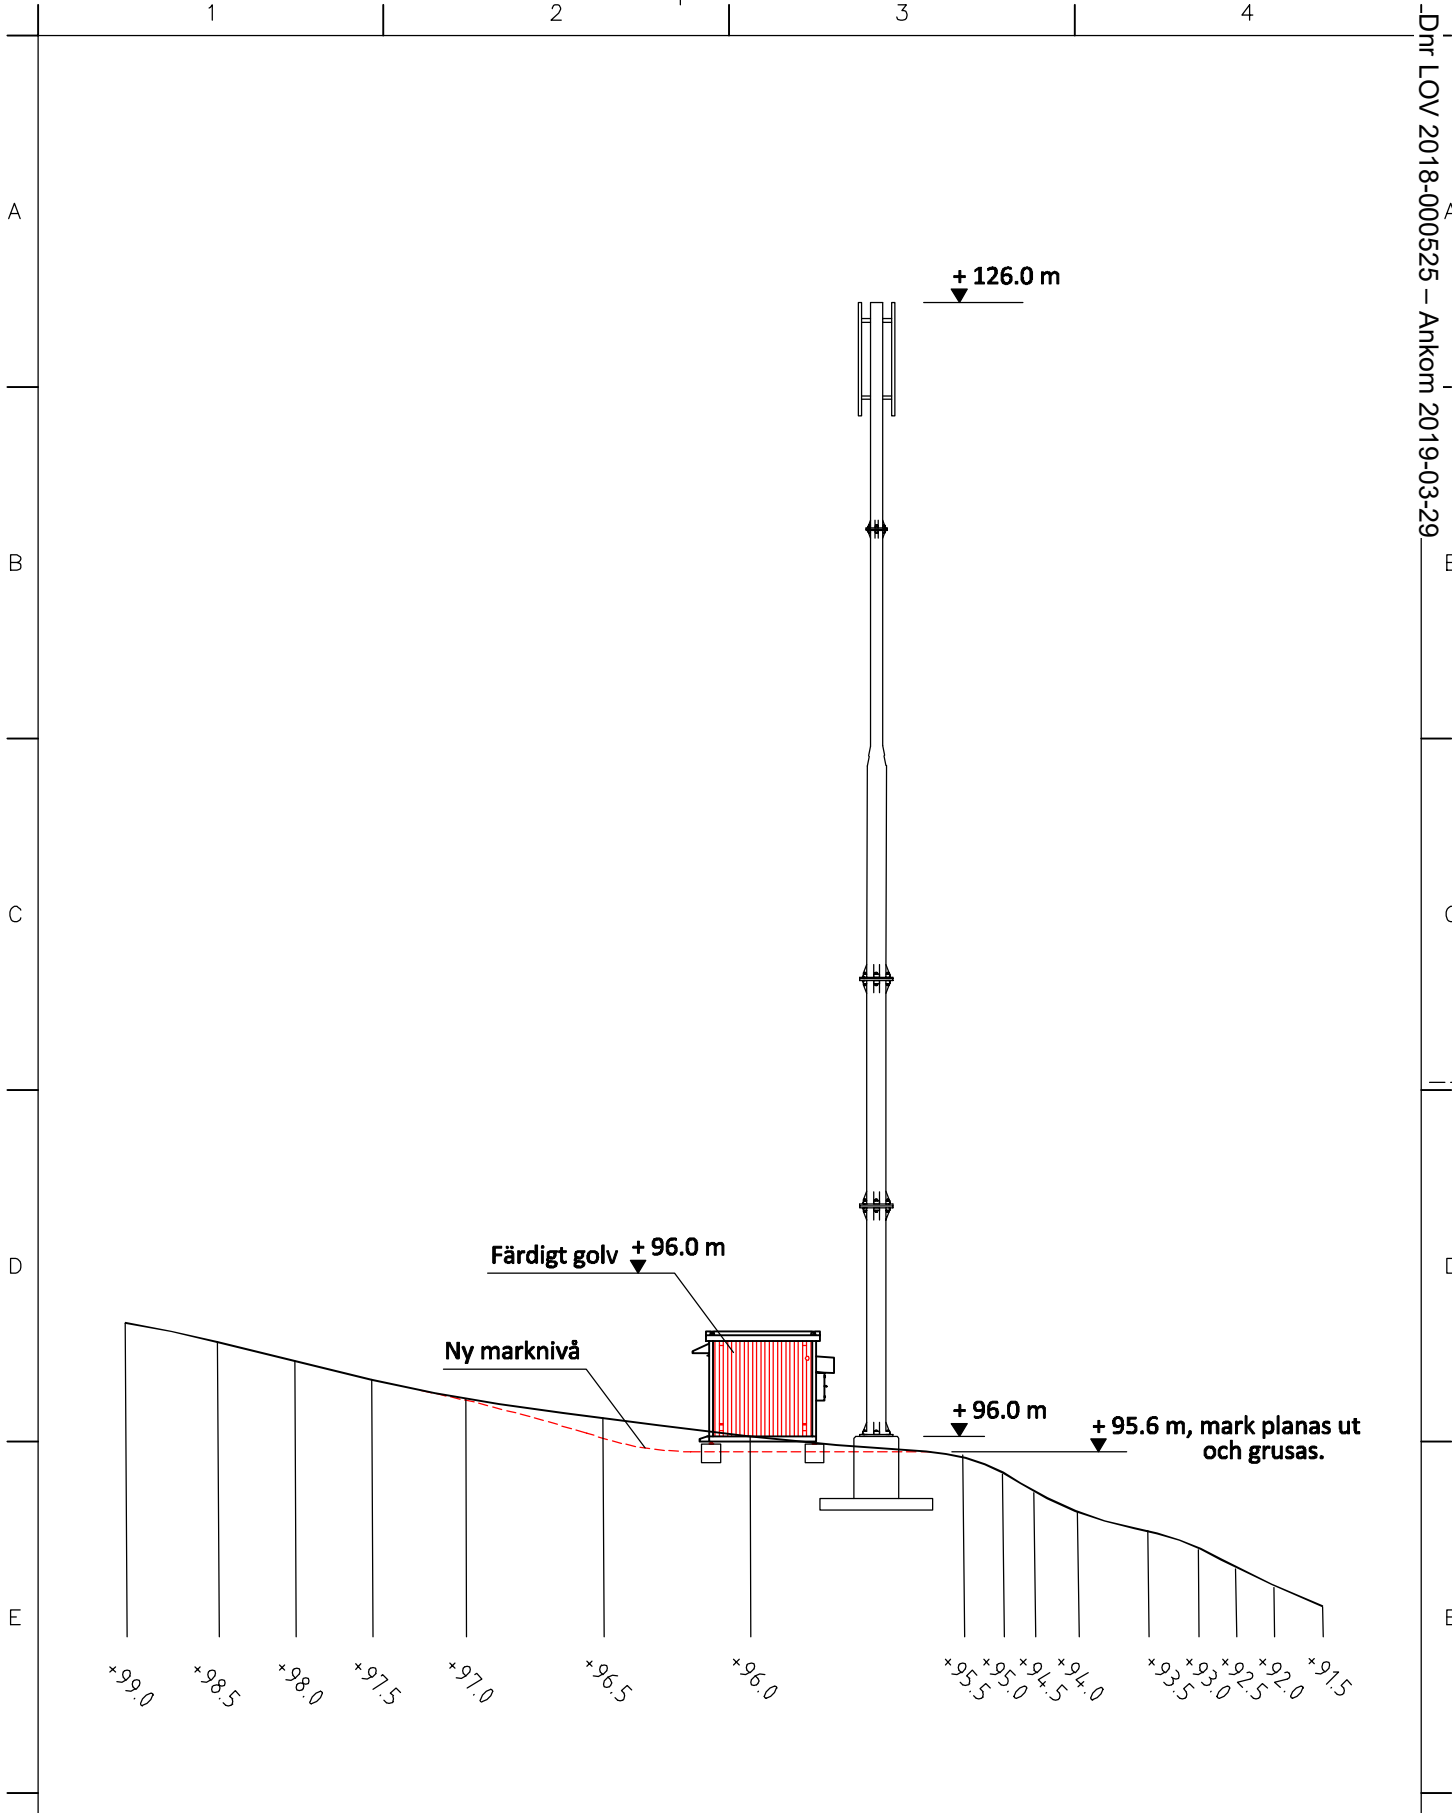 1 2 3 4
Dnr LOV 2018-000525 – Ankom 2019-03-29
A A
+ 126.0 m
B
C
Färdigt golv + 96.0 m
D
Ny marknivå
+ 96.0 m
+ 95.6 m, mark planas ut
och grusas.
E
+99.0 +98.5 +98.0 +97.5 +97.0 +96.5 +96.0 +95.5 +95.0 +94.5 +94.0 +93.5 +93.0 +92.5 +92.0 +91.5